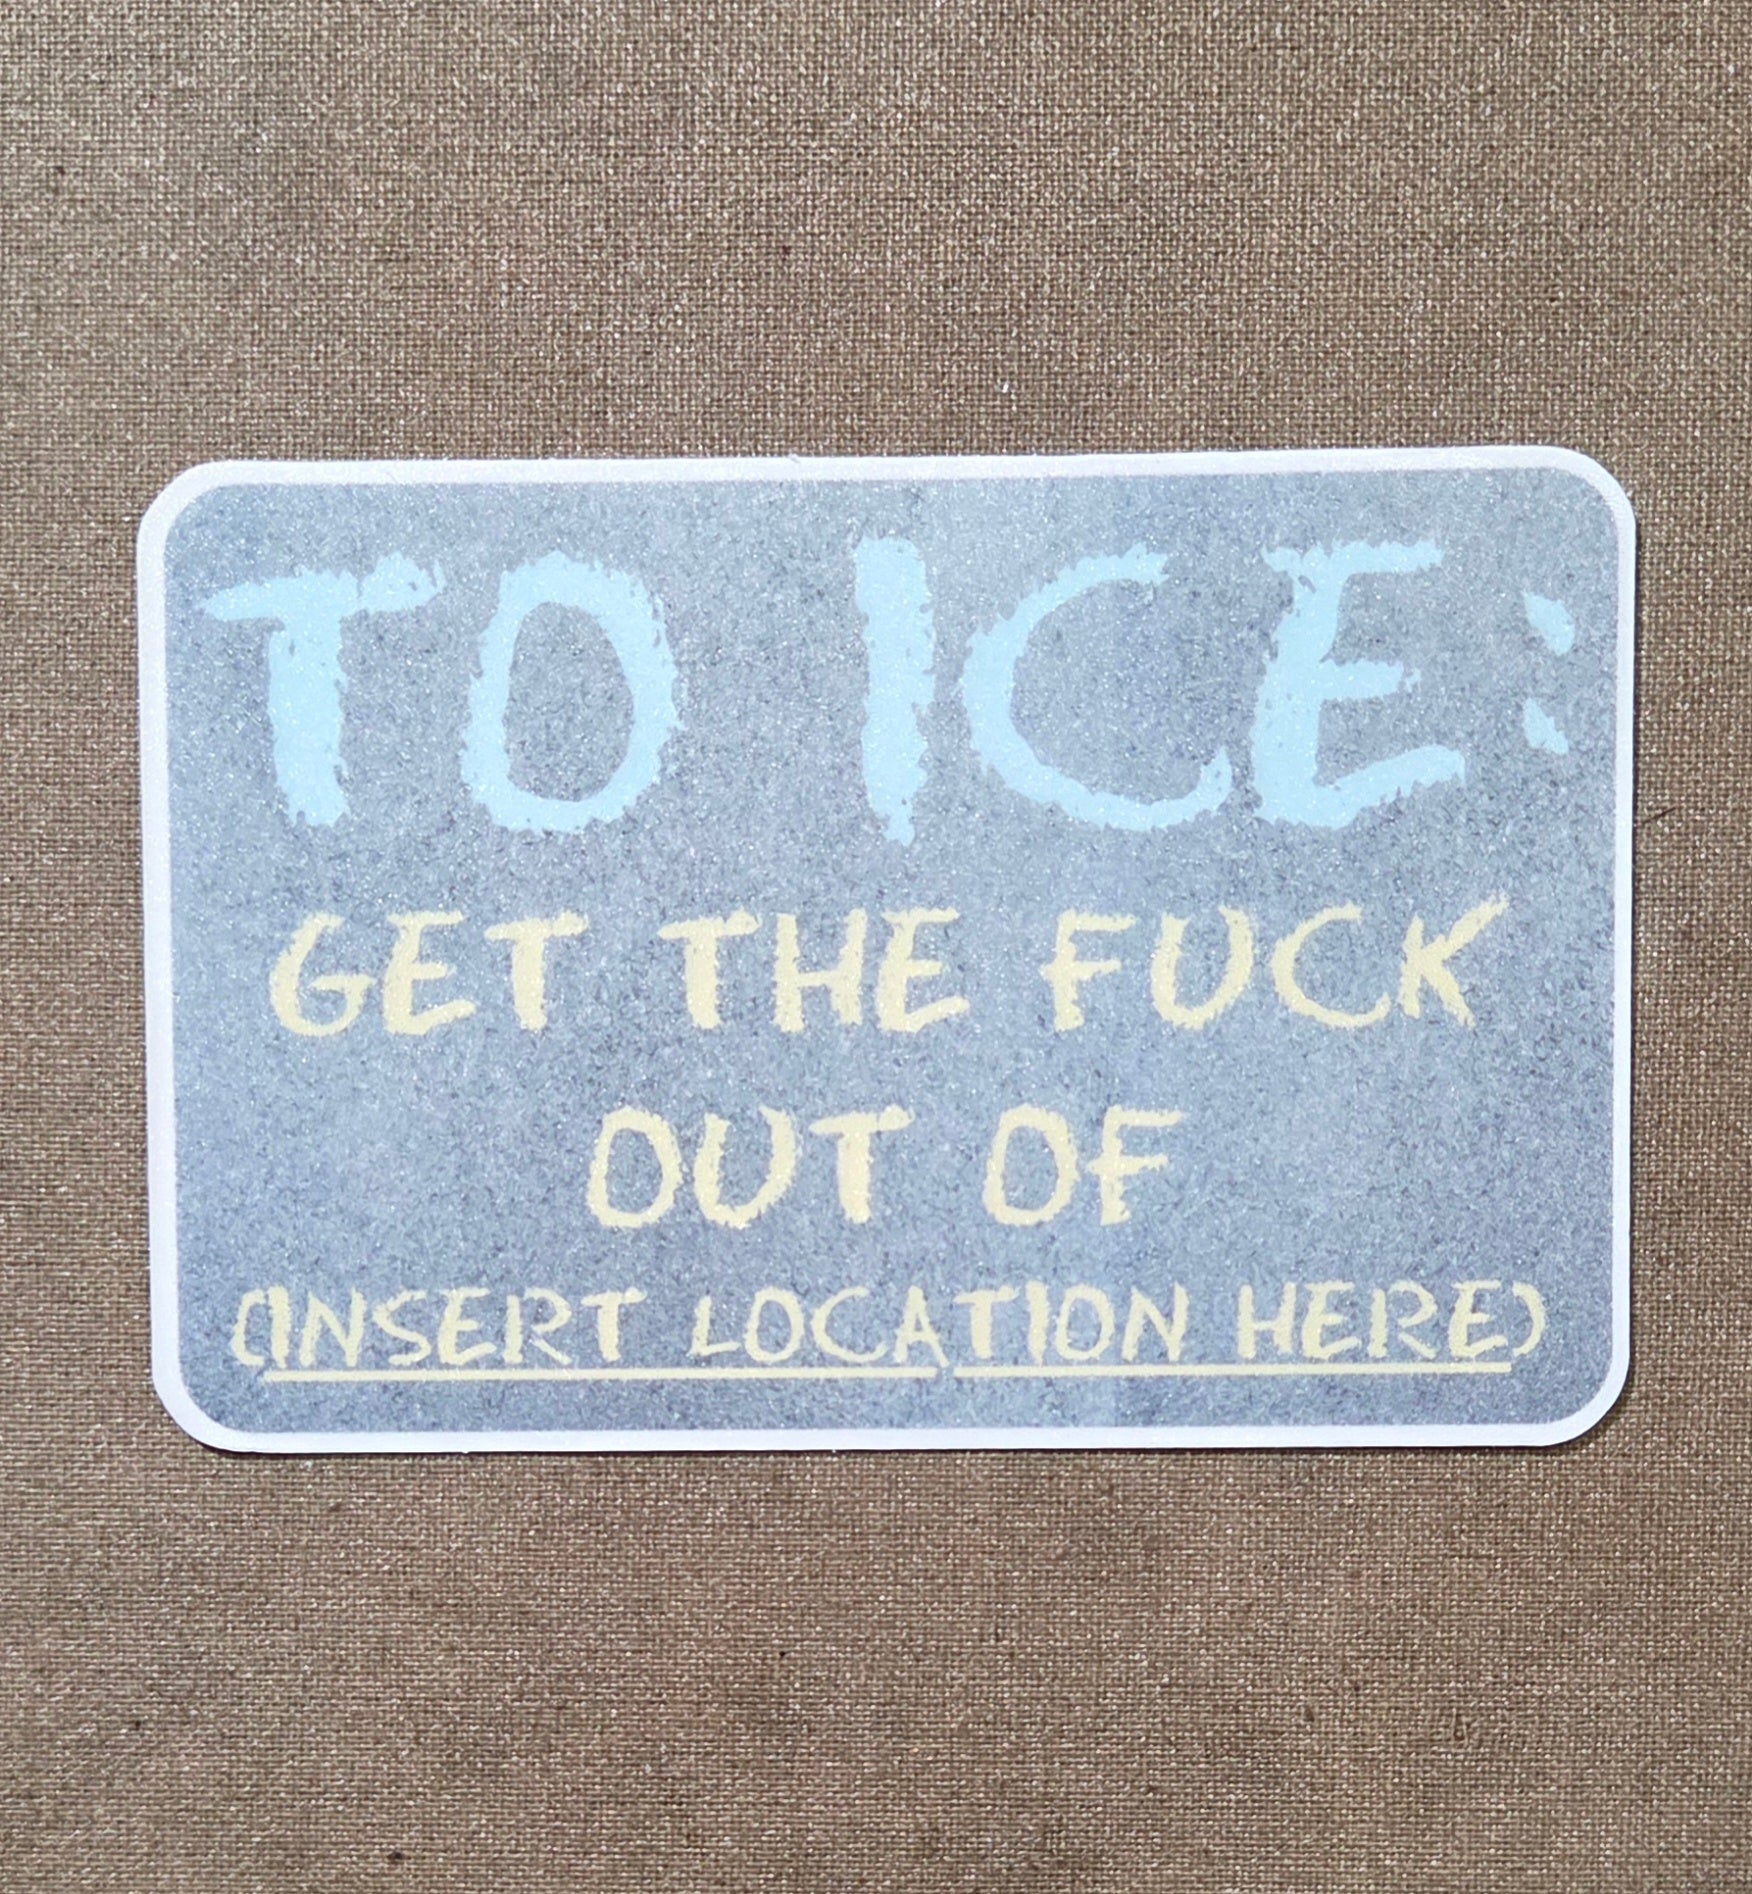 TO ICE:
GET THE FUCK
OUT OF
(INSERT LOCATION HERE)